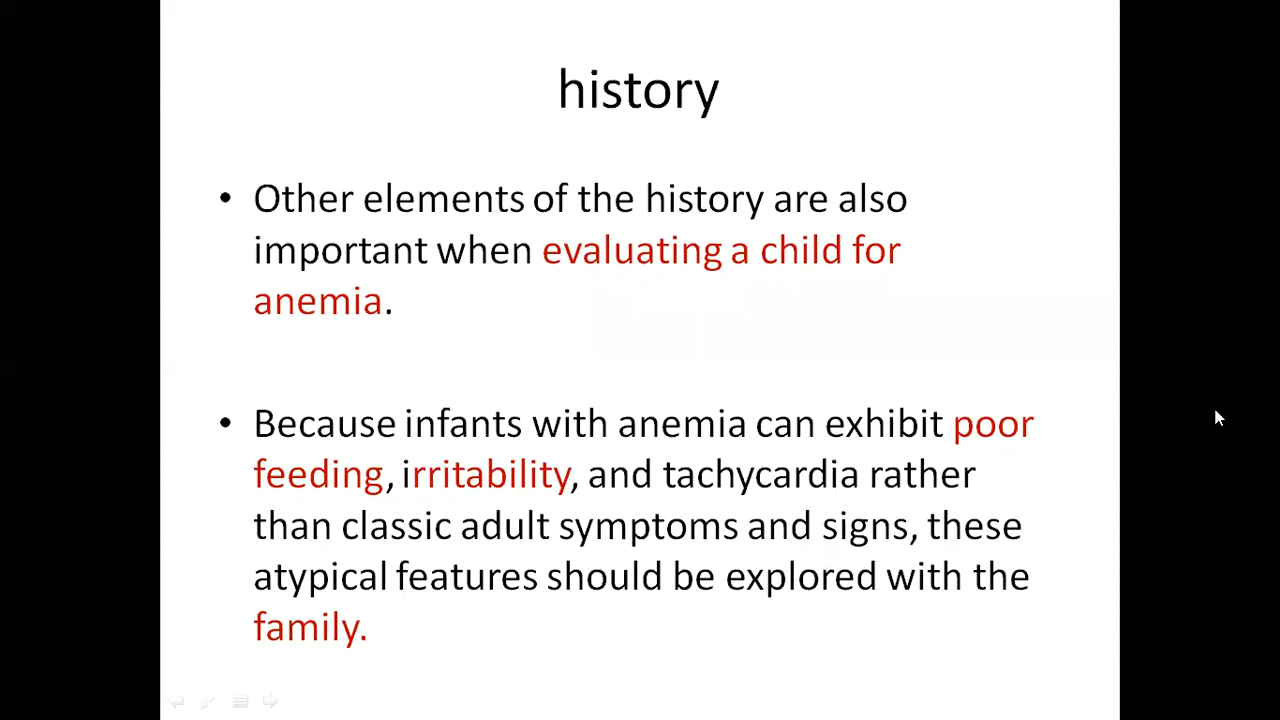 history
• Other elements of the history are also
important when evaluating a child for
anemia.
• Because infants with anemia can exhibit poor
feeding, irritability, and tachycardia rather
than classic adult symptoms and signs, these
atypical features should be explored with the
family.